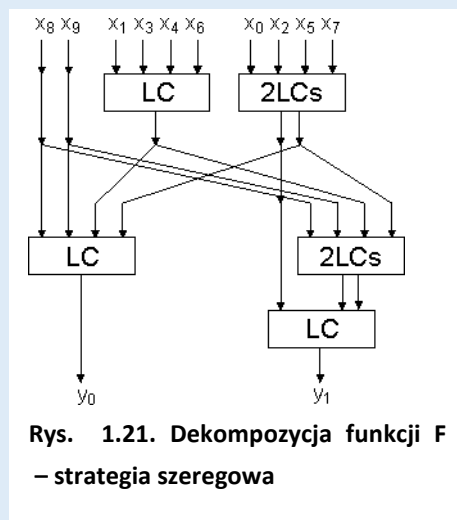 x₈ x₉ x₁ x₃ x₄ x₆ x₀ x₂ x₅ x₇
LC 2LCs
LC 2LCs
LC
y₀ y₁
Rys. 1.21. Dekompozycja funkcji F
– strategia szeregowa